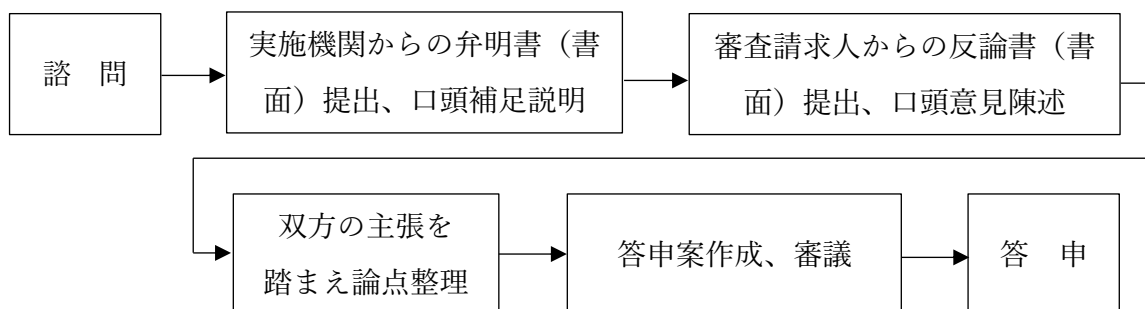 諮　問
実施機関からの弁明書（書
面）提出、口頭補足説明
審査請求人からの反論書（書
面）提出、口頭意見陳述
双方の主張を
踏まえ論点整理
答申案作成、審議
答　申